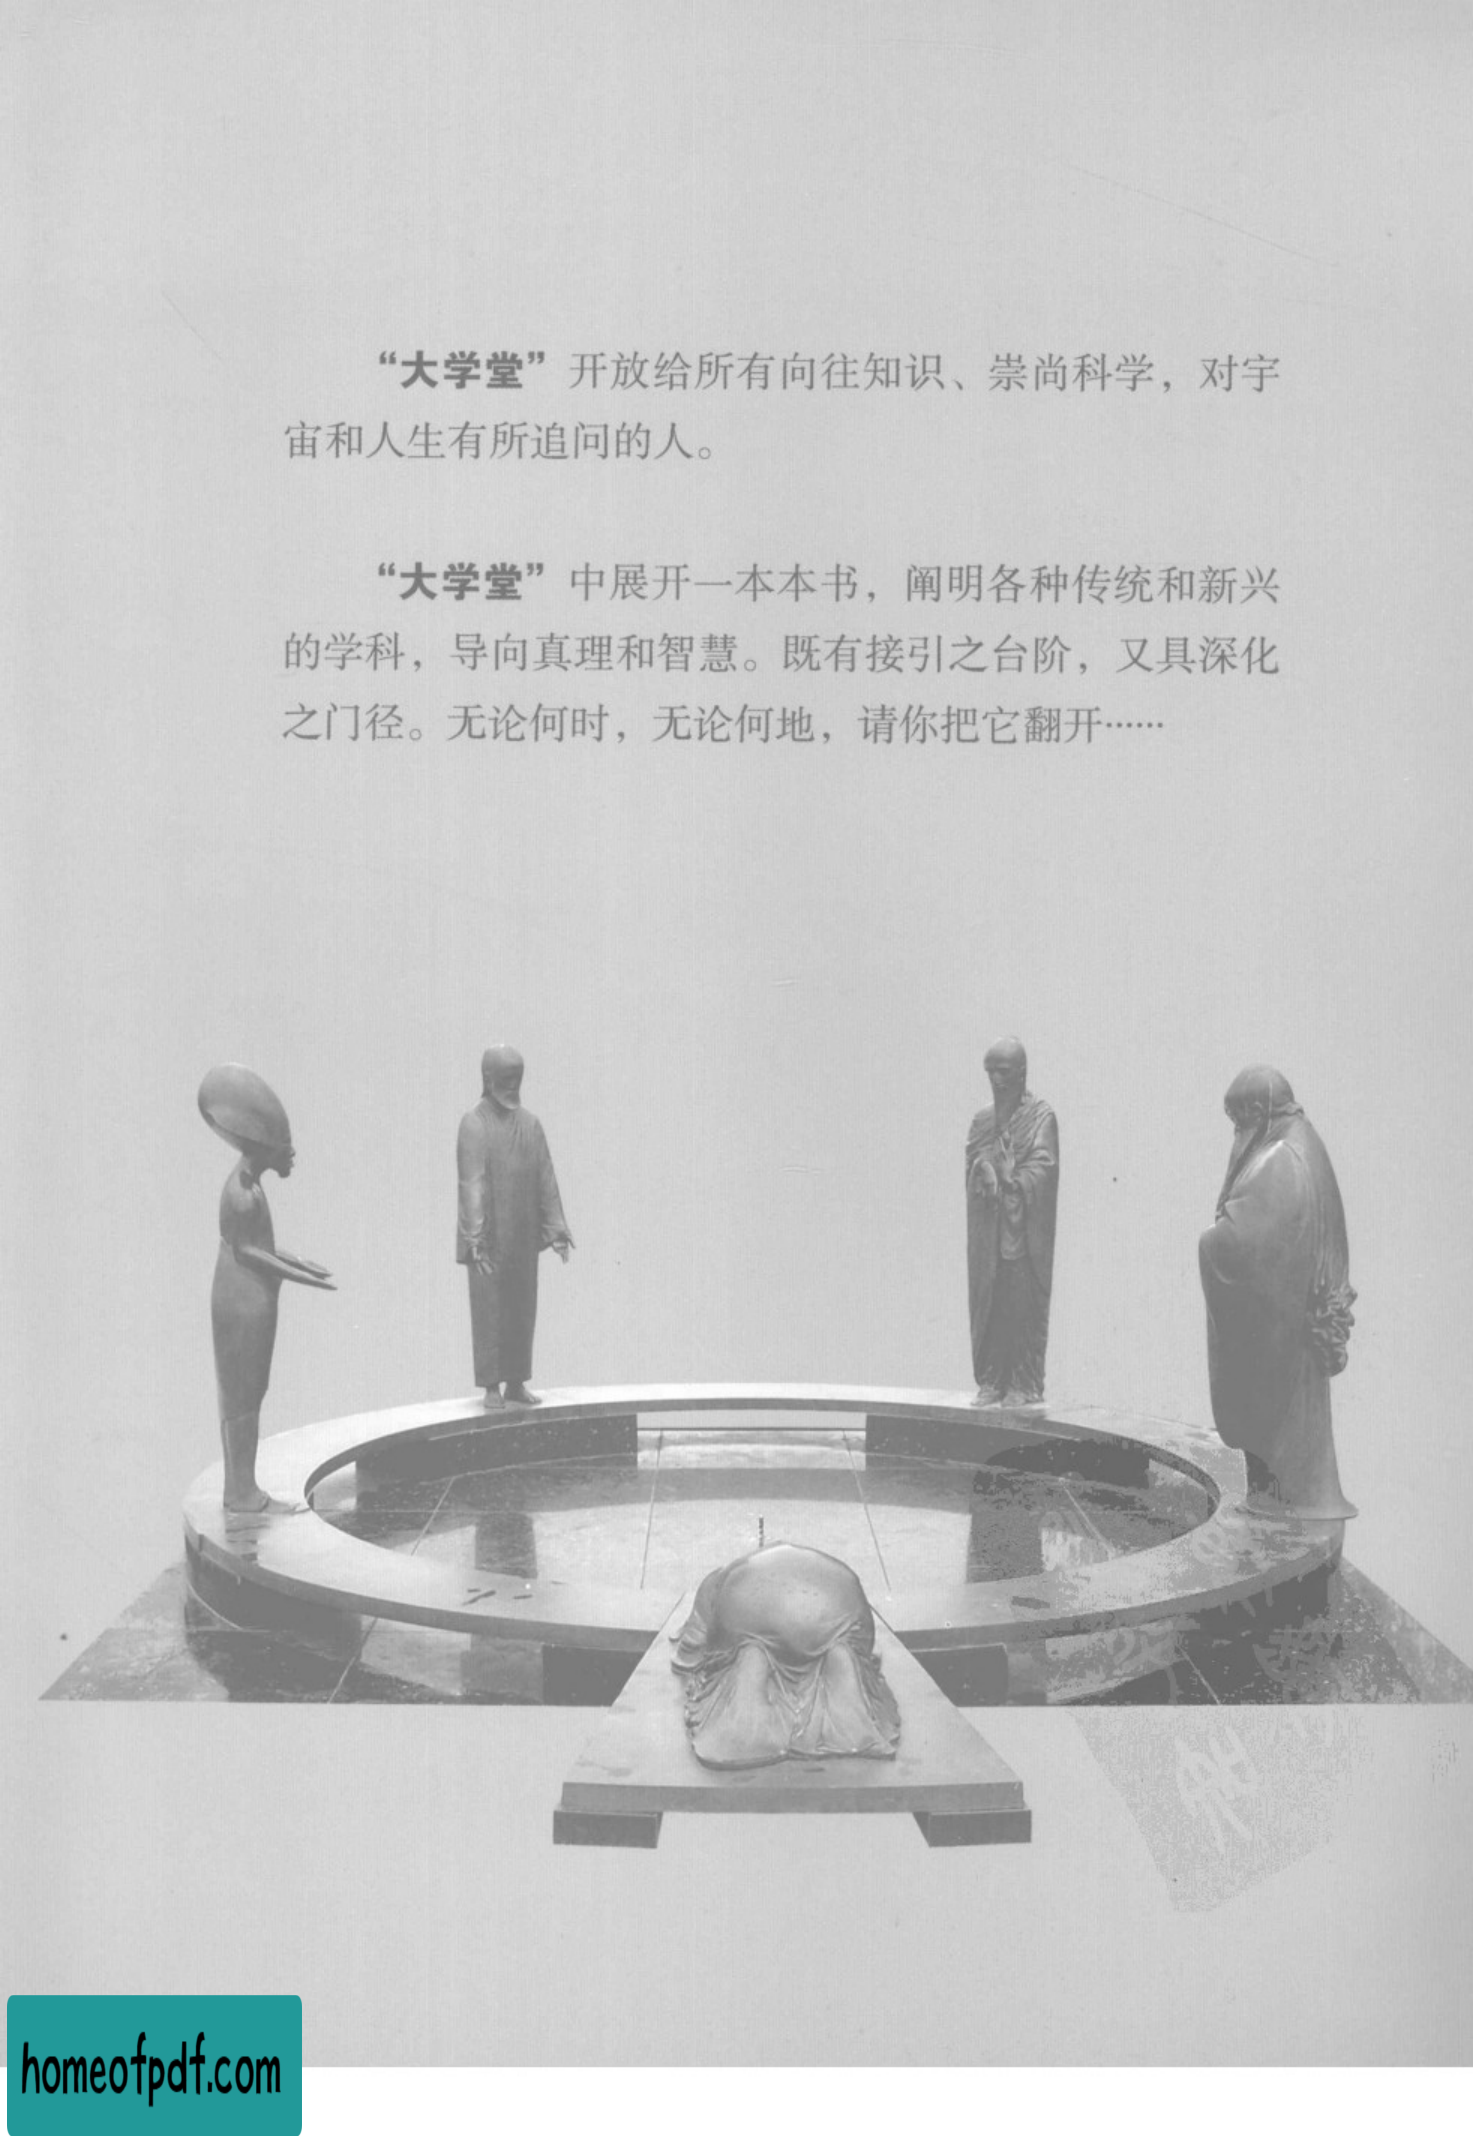 “大学堂”开放给所有向往知识、崇尚科学，对宇
宙和人生有所追问的人。
“大学堂”中展开一本本书，阐明各种传统和新兴
的学科，导向真理和智慧。既有接引之台阶，又具深化
之门径。无论何时，无论何地，请你把它翻开……
homeofpdf.com